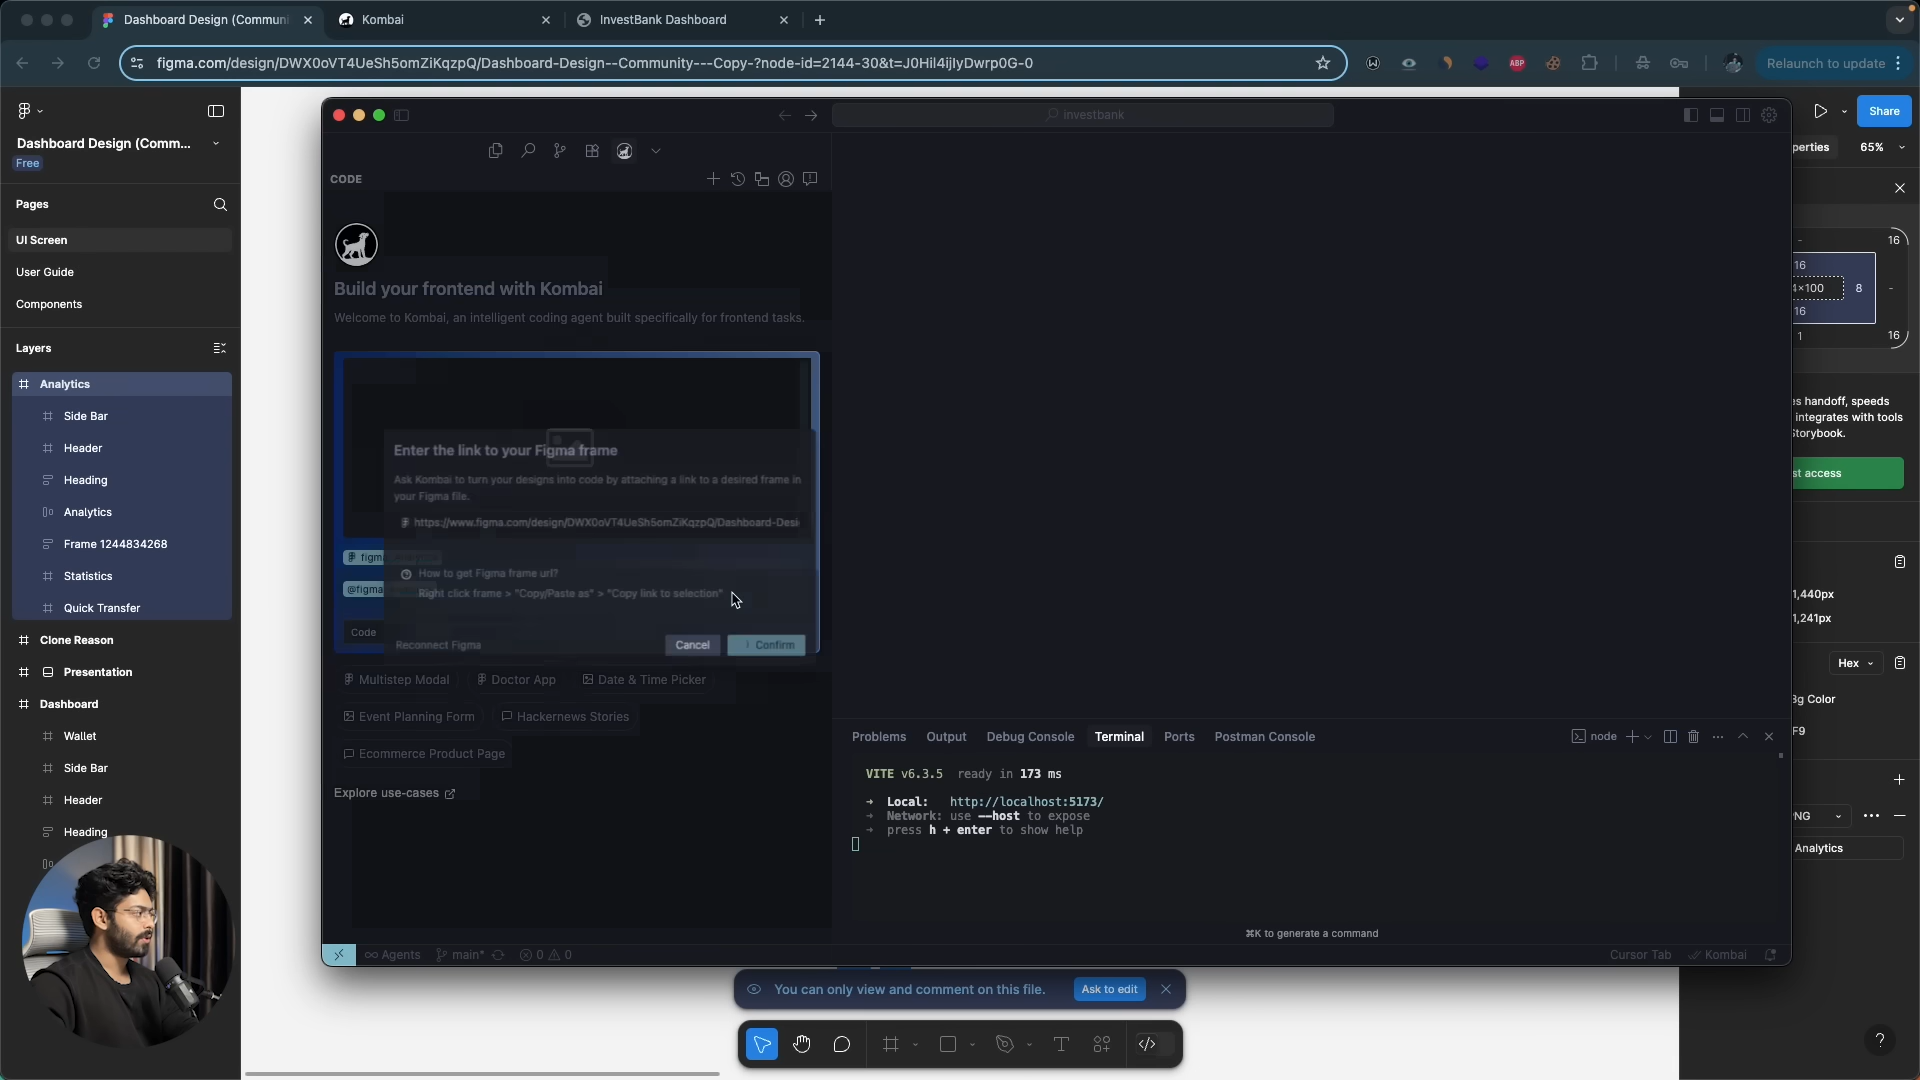 Dashboard Design (Communi
Kombai
InvestBank Dashboard
figma.com/design/DWX0oVT4UeSh5omZiKqzpQ/Dashboard-Design--Community---Copy-?node-id=2144-30&t=J0Hil4ijIyDwrp0G-0
ABP
Relaunch to update
Dashboard Design (Comm...
Free
Pages
UI Screen
User Guide
Components
Layers
Analytics
Side Bar
Header
Heading
Analytics
Frame 1244834268
Statistics
Quick Transfer
Clone Reason
Presentation
Dashboard
Wallet
Side Bar
Header
Heading
investbank
CODE
Build your frontend with Kombai
Welcome to Kombai, an intelligent coding agent built specifically for frontend tasks.
Enter the link to your Figma frame
Ask Kombai to turn your designs into code by attaching a link to a desired frame in
your Figma file.
https://www.figma.com/design/DWX0oVT4UeSh5omZiKqzpQ/Dashboard-Desi
figma
How to get Figma frame url?
@figma
Right click frame > "Copy/Paste as" > "Copy link to selection"
Code
Reconnect Figma
Cancel
Confirm
Multistep Modal
Doctor App
Date & Time Picker
Event Planning Form
Hackernews Stories
Ecommerce Product Page
Explore use-cases
Problems
Output
Debug Console
Terminal
Ports
Postman Console
node
VITE v6.3.5 ready in 173 ms
➜ Local: http://localhost:5173/
➜ Network: use --host to expose
➜ press h + enter to show help
⌘K to generate a command
Agents
main*
0
0
Cursor Tab
Kombai
You can only view and comment on this file.
Ask to edit
Share
perties
65%
-
16
16
4×100
8
-
16
1
16
es handoff, speeds
integrates with tools
Storybook.
st access
1,440px
1,241px
Hex
Bg Color
F9
NG
Analytics
?